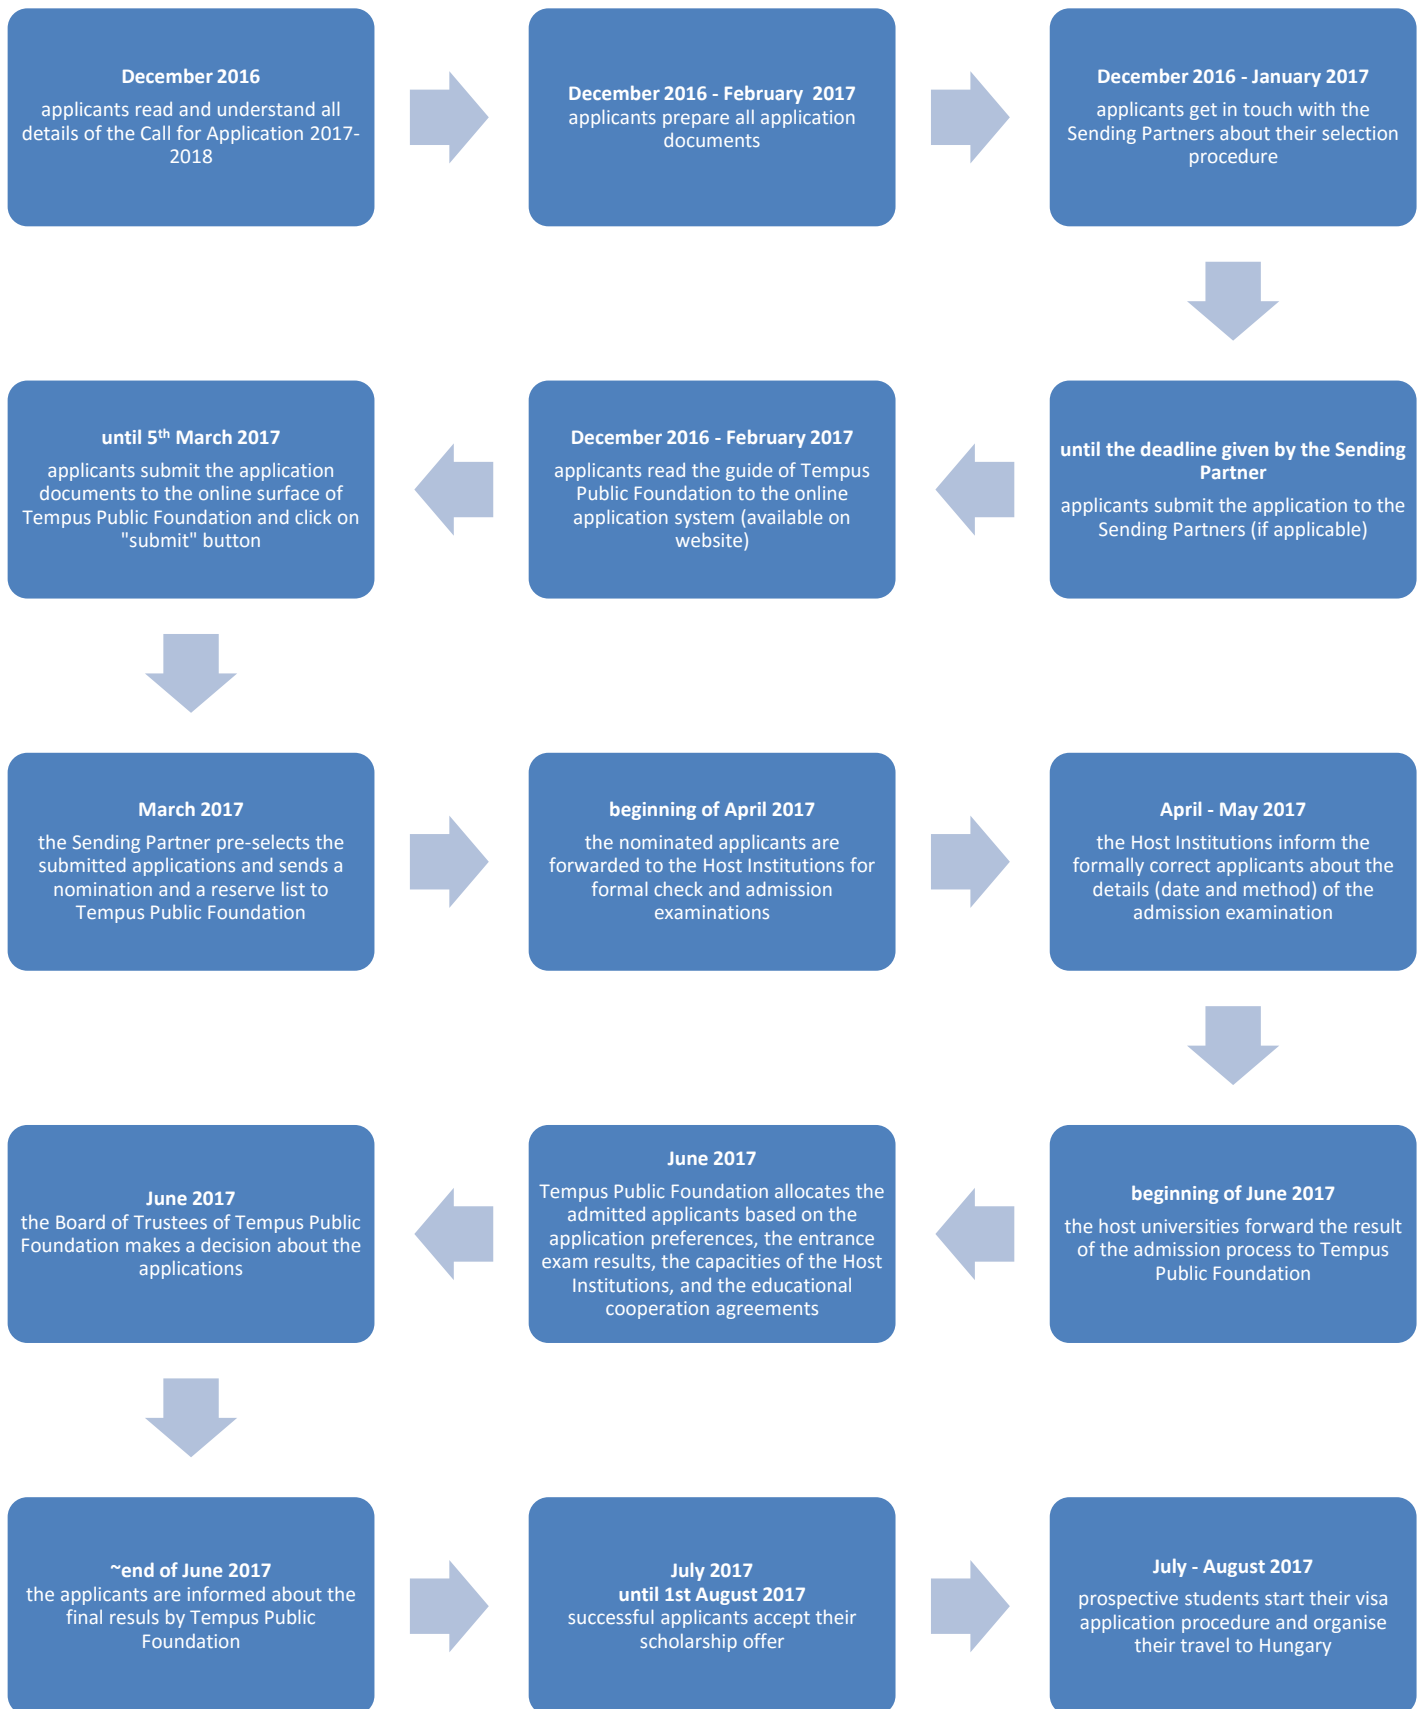 December 2016
applicants read and understand all
details of the Call for Application 2017-
2018
December 2016 - February 2017
applicants prepare all application
documents
December 2016 - January 2017
applicants get in touch with the
Sending Partners about their selection
procedure
until the deadline given by the Sending
Partner
applicants submit the application to the
Sending Partners (if applicable)
December 2016 - February 2017
applicants read the guide of Tempus
Public Foundation to the online
application system (available on
website)
until 5th March 2017
applicants submit the application
documents to the online surface of
Tempus Public Foundation and click on
"submit" button
March 2017
the Sending Partner pre-selects the
submitted applications and sends a
nomination and a reserve list to
Tempus Public Foundation
beginning of April 2017
the nominated applicants are
forwarded to the Host Institutions for
formal check and admission
examinations
April - May 2017
the Host Institutions inform the
formally correct applicants about the
details (date and method) of the
admission examination
beginning of June 2017
the host universities forward the result
of the admission process to Tempus
Public Foundation
June 2017
Tempus Public Foundation allocates the
admitted applicants based on the
application preferences, the entrance
exam results, the capacities of the Host
Institutions, and the educational
cooperation agreements
June 2017
the Board of Trustees of Tempus Public
Foundation makes a decision about the
applications
~end of June 2017
the applicants are informed about the
final resuls by Tempus Public
Foundation
July 2017
until 1st August 2017
successful applicants accept their
scholarship offer
July - August 2017
prospective students start their visa
application procedure and organise
their travel to Hungary